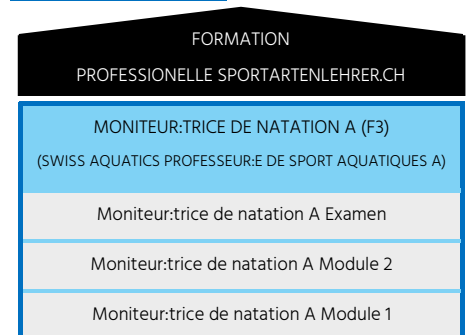 FORMATION
PROFESSIONELLE SPORTARTENLEHRER.CH
MONITEUR:TRICE DE NATATION A (F3)
(SWISS AQUATICS PROFESSEUR:E DE SPORT AQUATIQUES A)
Moniteur:trice de natation A Examen
Moniteur:trice de natation A Module 2
Moniteur:trice de natation A Module 1